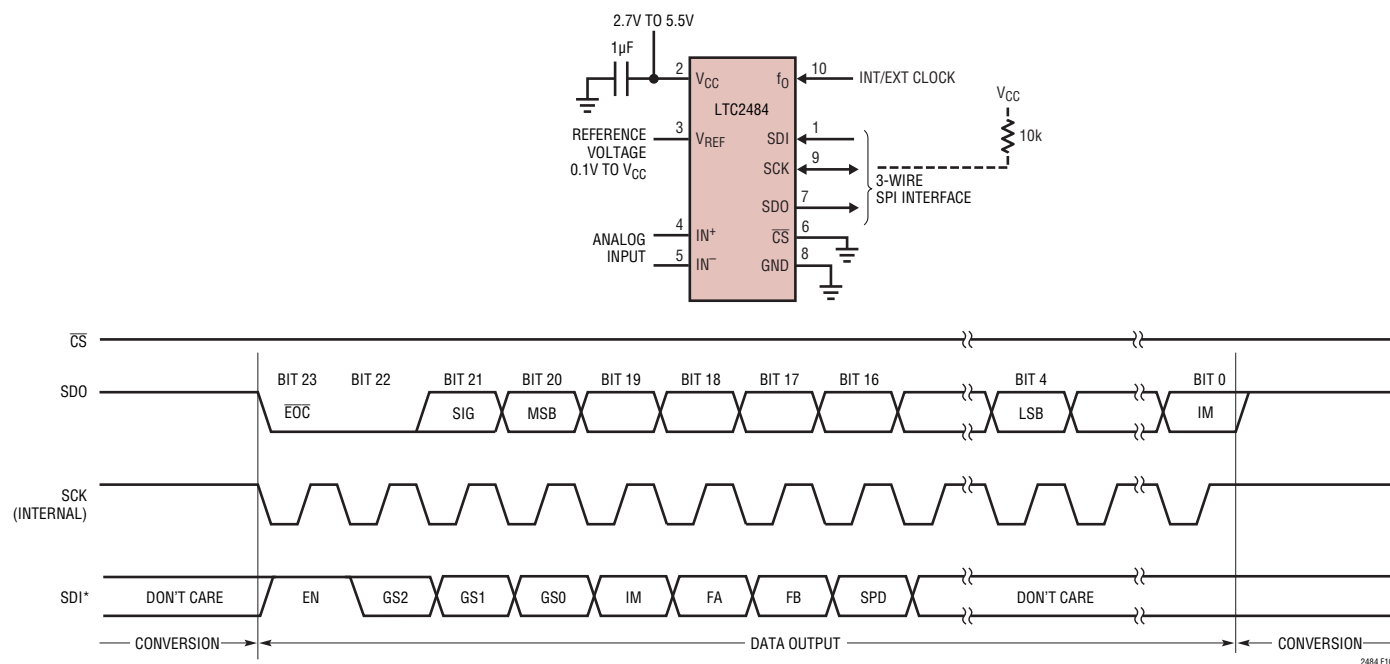 2.7V TO 5.5V
1µF
2
VCC
fO
10
INT/EXT CLOCK
LTC2484
REFERENCE
VOLTAGE
0.1V TO VCC
3
VREF
SDI
1
SCK
9
SDO
7
3-WIRE
SPI INTERFACE
VCC
10k
ANALOG
INPUT
4
IN+
5
IN–
CS
6
GND
8
CS
SDO
BIT 23 BIT 22 BIT 21 BIT 20 BIT 19 BIT 18 BIT 17 BIT 16 BIT 4 BIT 0
EOC SIG MSB LSB IM
SCK
(INTERNAL)
SDI* DON'T CARE EN GS2 GS1 GS0 IM FA FB SPD DON'T CARE
CONVERSION DATA OUTPUT CONVERSION